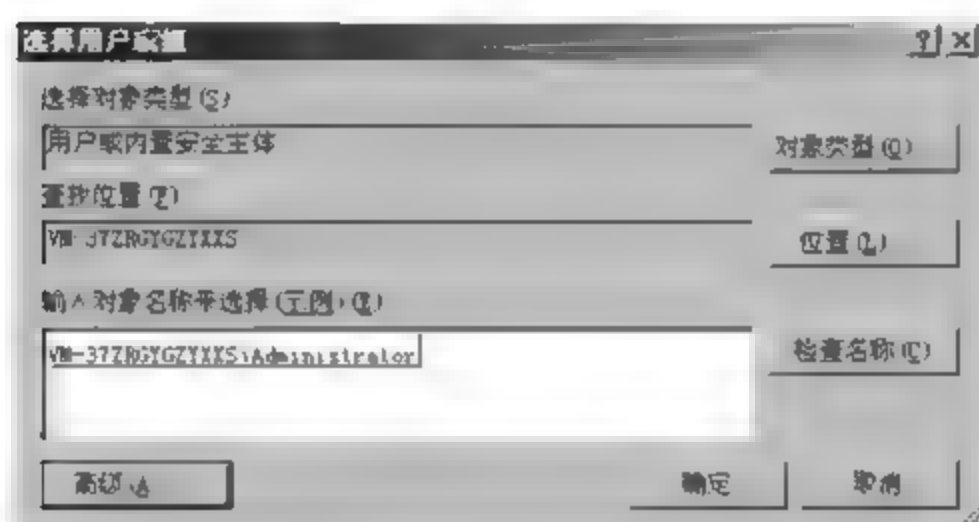 选择用户或组
选择对象类型(S)
用户或内置安全主体
对象类型(O)
查找位置(F)
VM-37ZRGYGZYXXS
位置(L)
输入对象名称来选择(示例)(E)
VM-37ZRGYGZYXXS\Administrator
检查名称(C)
高级(A)
确定
取消